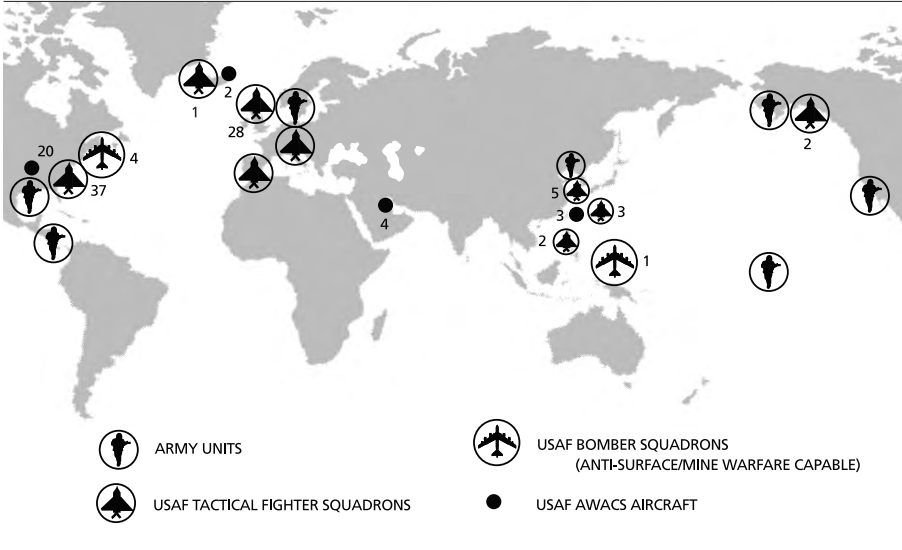 2
1
28
2
20
4
37
5
3
3
4
2
1
ARMY UNITS
USAF TACTICAL FIGHTER SQUADRONS
USAF BOMBER SQUADRONS
(ANTI-SURFACE/MINE WARFARE CAPABLE)
USAF AWACS AIRCRAFT